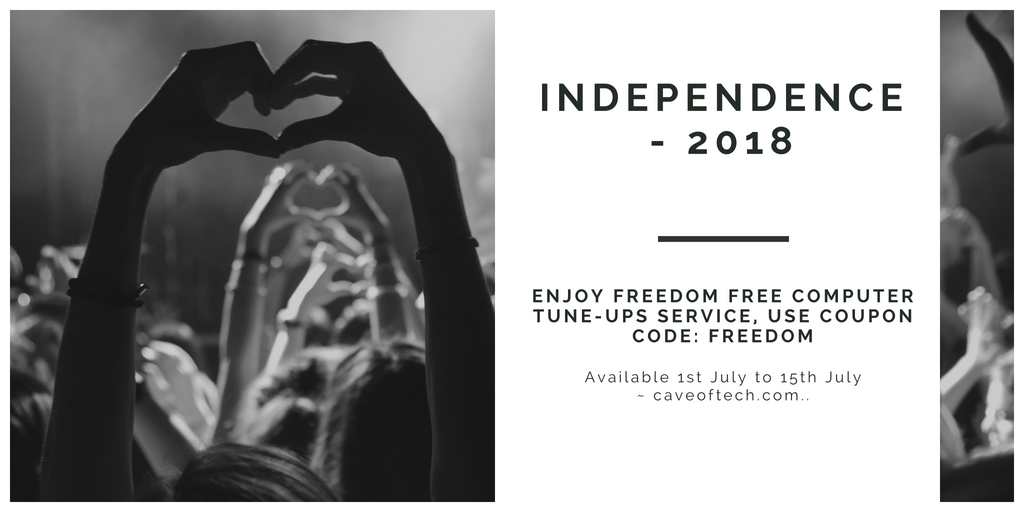 INDEPENDENCE
- 2018
ENJOY FREEDOM FREE COMPUTER
TUNE-UPS SERVICE, USE COUPON
CODE: FREEDOM
Available 1st July to 15th July
~ caveoftech.com..